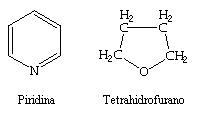 H₂ H₂
C C
H₂C CH₂
N O
Piridina Tetrahidrofurano